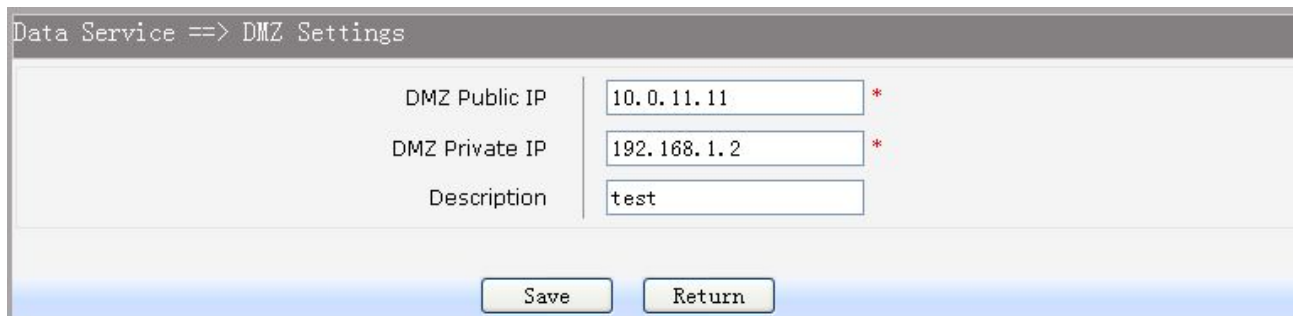 Data Service ==> DMZ Settings
DMZ Public IP 10.0.11.11 *
DMZ Private IP 192.168.1.2 *
Description test
Save Return